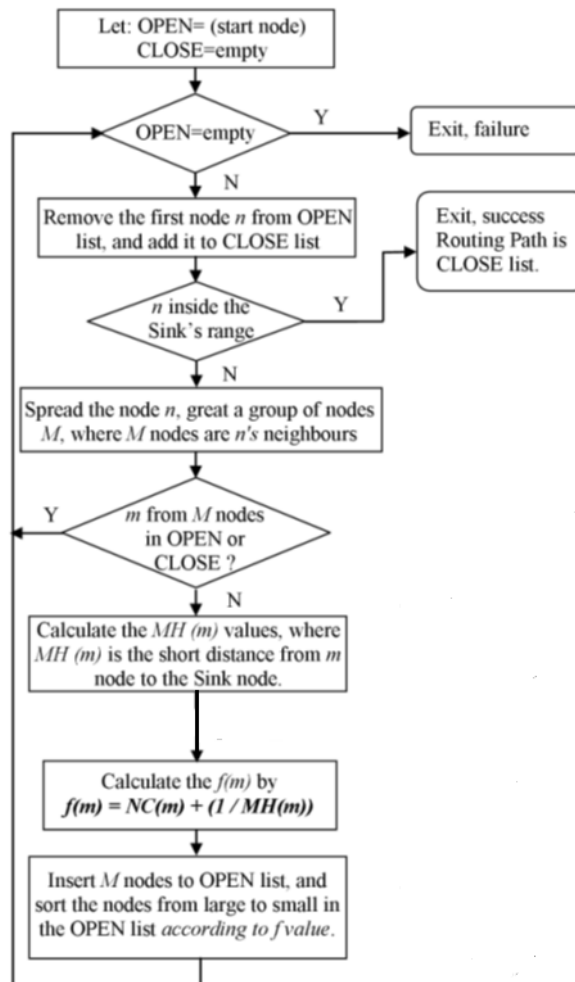 Let: OPEN= (start node)
CLOSE=empty
OPEN=empty
Y
Exit, failure
N
Remove the first node n from OPEN
list, and add it to CLOSE list
Exit, success
Routing Path is
CLOSE list.
n inside the
Sink's range
Y
N
Spread the node n, great a group of nodes
M, where M nodes are n's neighbours
Y
m from M nodes
in OPEN or
CLOSE ?
N
Calculate the MH (m) values, where
MH (m) is the short distance from m
node to the Sink node.
Calculate the f(m) by
f(m) = NC(m) + (1 / MH(m))
Insert M nodes to OPEN list, and
sort the nodes from large to small in
the OPEN list according to f value.